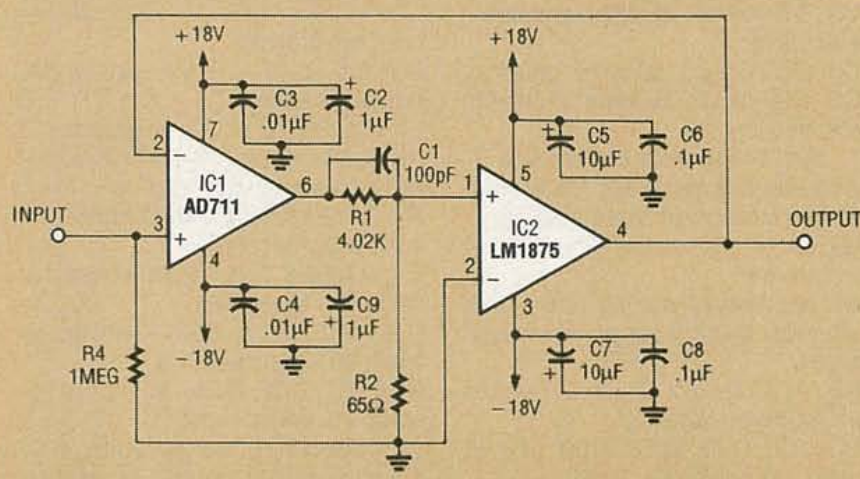 +18V
+18V
C3
.01µF
+
C2
1µF
7
2
−
IC1
AD711
6
C1
100pF
R1
4.02K
INPUT
3
+
4
C4
.01µF
C9
+
1µF
−18V
R4
1MEG
R2
65Ω
+
C5
10µF
C6
.1µF
5
1
+
IC2
LM1875
4
OUTPUT
2
−
3
C7
+
10µF
C8
.1µF
−18V